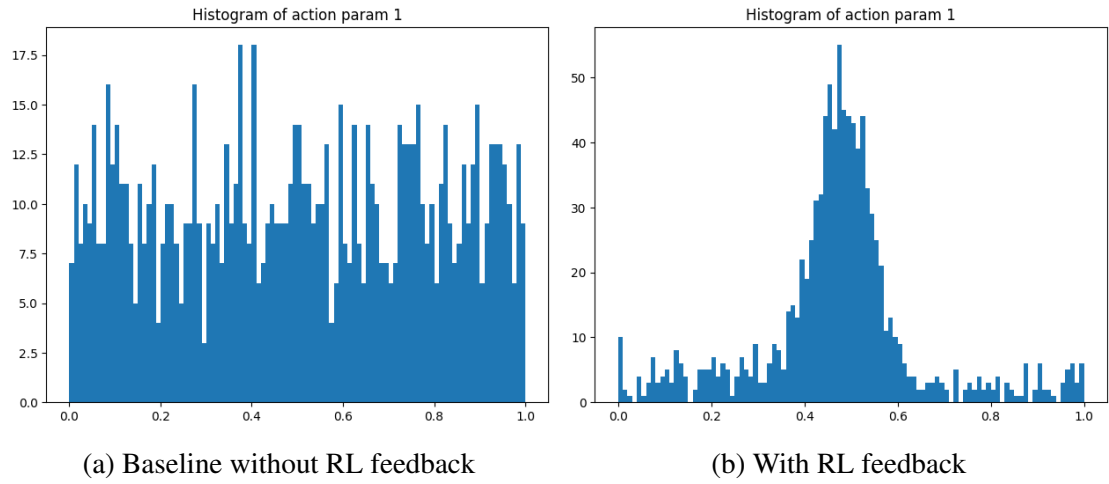 Histogram of action param 1
17.5
15.0
12.5
10.0
7.5
5.0
2.5
0.0
0.0 0.2 0.4 0.6 0.8 1.0
(a) Baseline without RL feedback
Histogram of action param 1
50
40
30
20
10
0
0.0 0.2 0.4 0.6 0.8 1.0
(b) With RL feedback